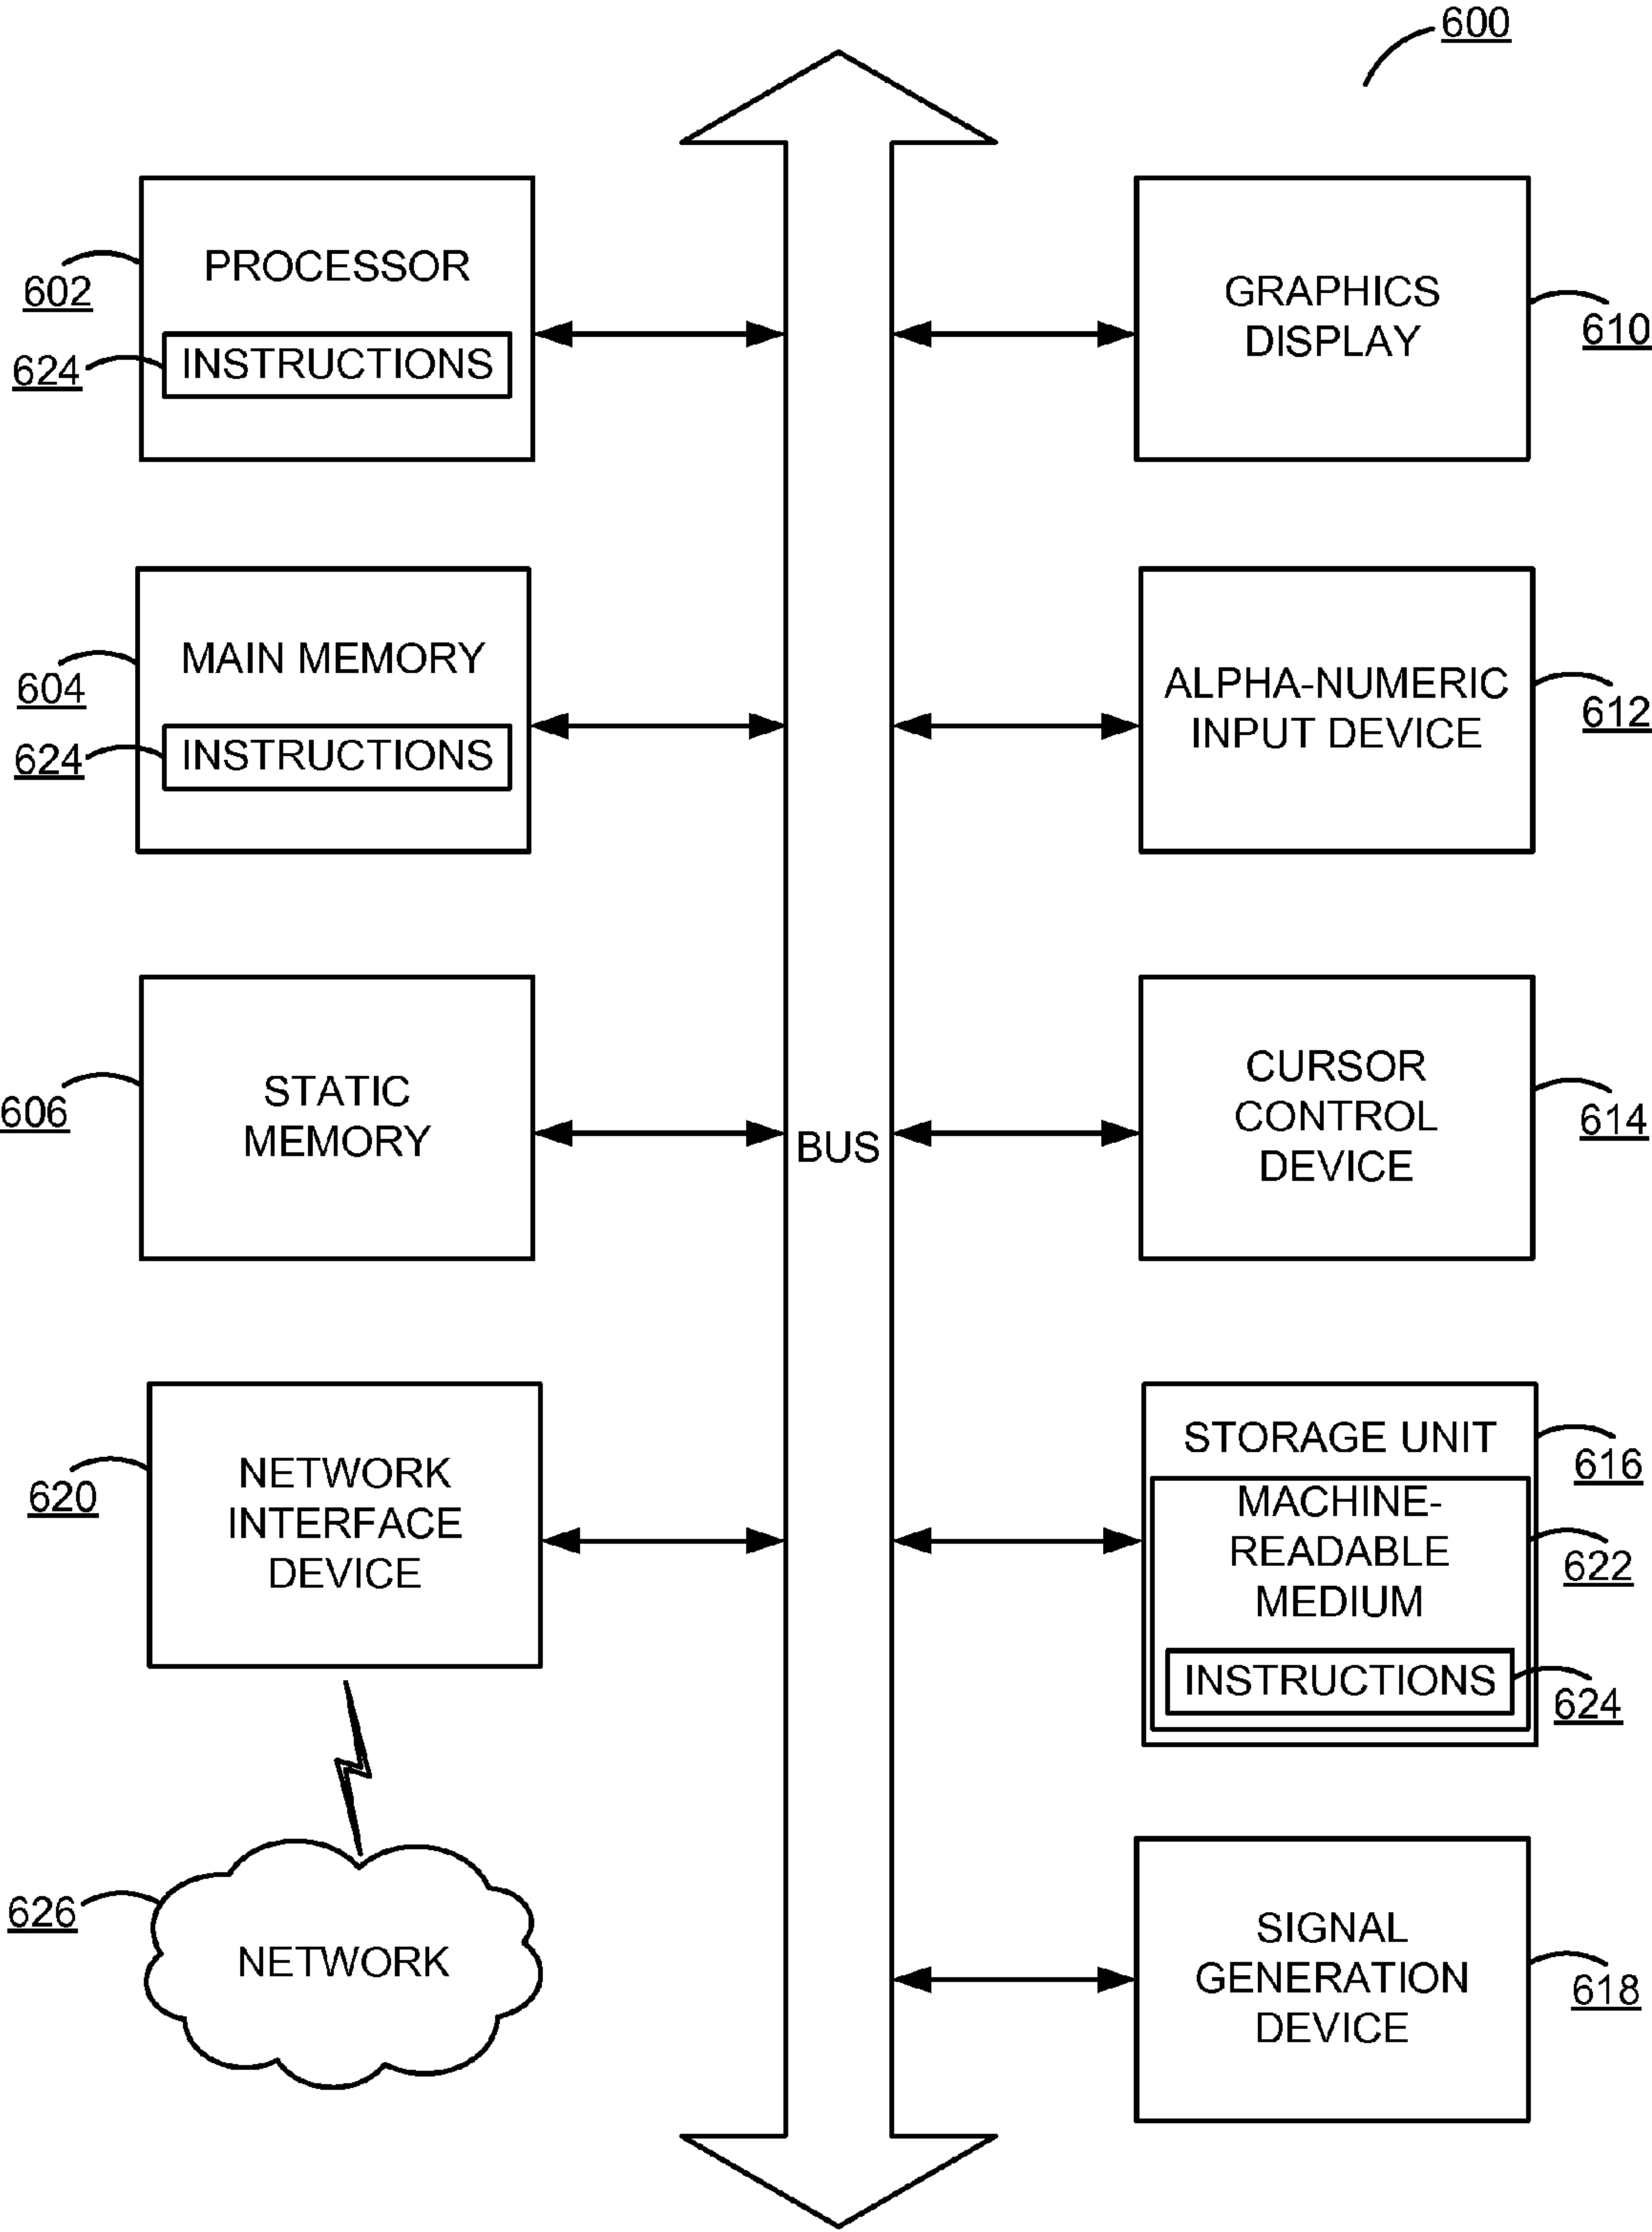 600
PROCESSOR
602
INSTRUCTIONS
624
MAIN MEMORY
604
INSTRUCTIONS
624
STATIC
MEMORY
606
NETWORK
INTERFACE
DEVICE
620
NETWORK
626
BUS
GRAPHICS
DISPLAY
610
ALPHA-NUMERIC
INPUT DEVICE
612
CURSOR
CONTROL
DEVICE
614
STORAGE UNIT
616
MACHINE-
READABLE
MEDIUM
622
INSTRUCTIONS
624
SIGNAL
GENERATION
DEVICE
618